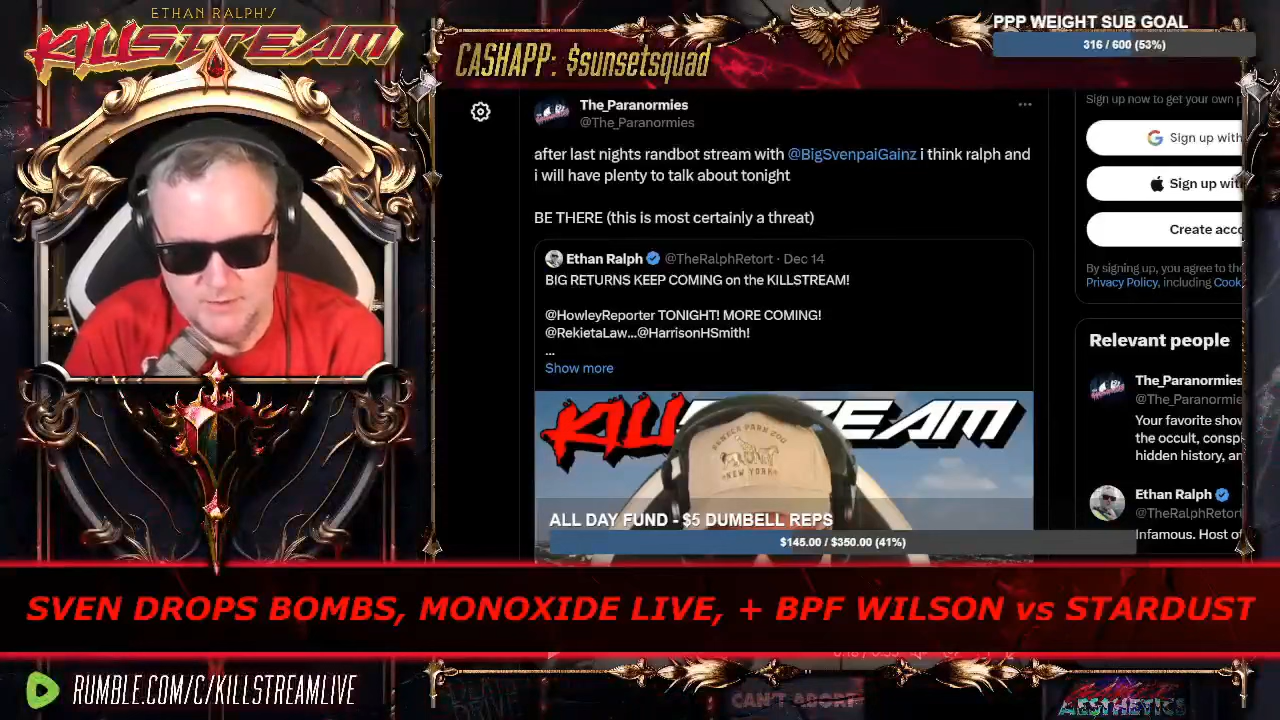 ETHAN RALPH'S
KILLSTREAM
CASHAPP: $sunsetsquad
PPP WEIGHT SUB GOAL
316 / 600 (53%)
The_Paranormies
@The_Paranormies
after last nights randbot stream with @BigSvenpaiGainz i think ralph and
i will have plenty to talk about tonight
BE THERE (this is most certainly a threat)
Ethan Ralph @TheRalphRetort · Dec 14
BIG RETURNS KEEP COMING on the KILLSTREAM!
@HowleyReporter TONIGHT! MORE COMING!
@RekietaLaw...@HarrisonHSmith!
...
Show more
NEW YORK
ALL DAY FUND - $5 DUMBELL REPS
$145.00 / $350.00 (41%)
Sign up now to get your own p
Sign up with
Sign up wit
Create acco
By signing up, you agree to the
Privacy Policy, including Cook
Relevant people
The_Paranormies
@The_Paranormie
Your favorite show
the occult, consp
hidden history, an
Ethan Ralph
@TheRalphRetort
Infamous. Host of
SVEN DROPS BOMBS, MONOXIDE LIVE, + BPF WILSON vs STARDUST
RUMBLE.COM/C/KILLSTREAMLIVE
CAN'T ABORT
AESTHETICS